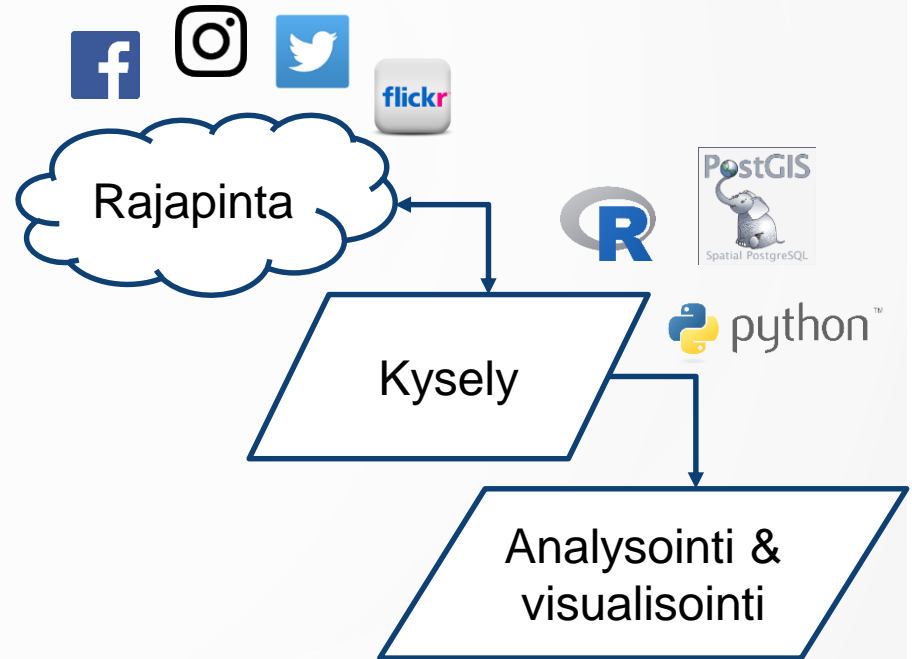 flickr
Rajapinta
R
PostGIS
Spatial PostgreSQL
python™
Kysely
Analysointi &
visualisointi